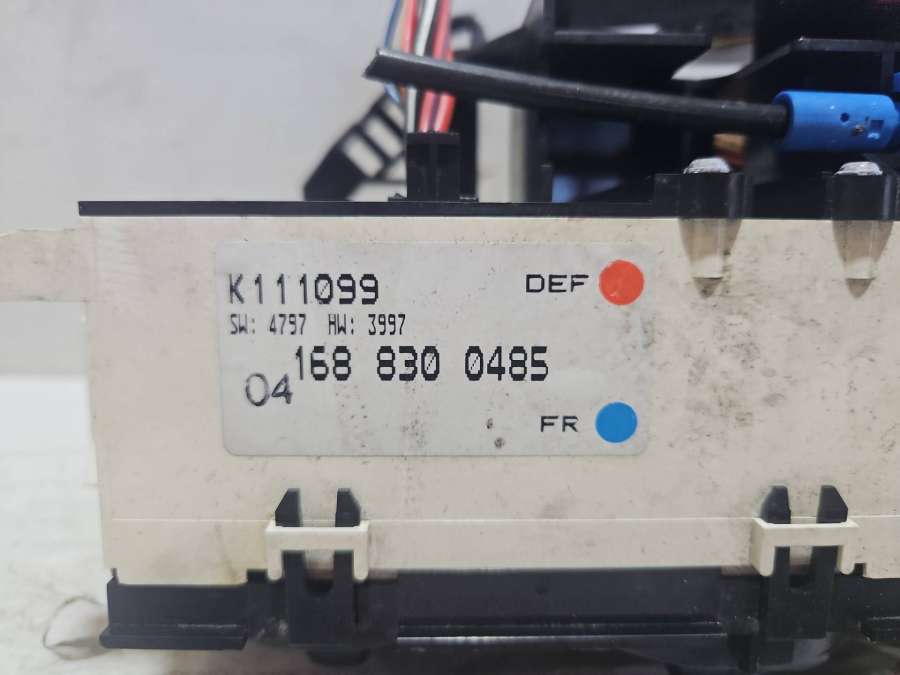 K111099
DEF
SW: 4797 HW: 3997
168 830 0485
04
FR